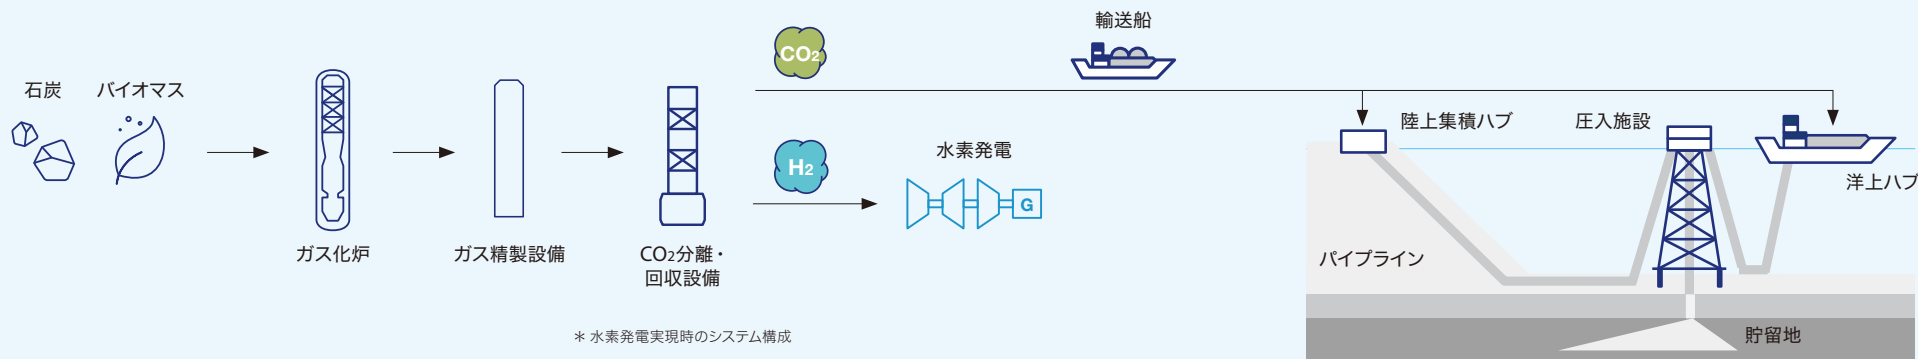 石炭
バイオマス
ガス化炉
ガス精製設備
CO2分離・
回収設備
CO2
H2
輸送船
水素発電
G
陸上集積ハブ
圧入施設
洋上ハブ
パイプライン
貯留地
＊ 水素発電実現時のシステム構成